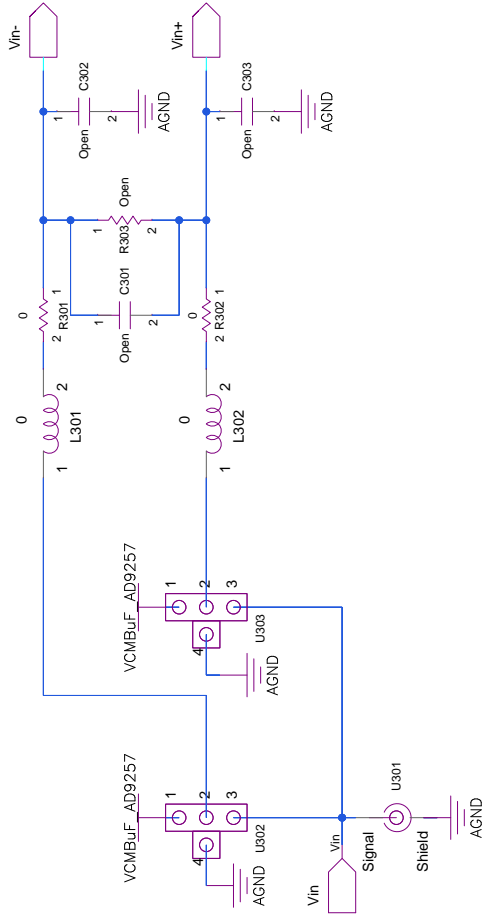 Vin-
Vin+
C302
1
2
Open
AGND
C303
1
2
Open
AGND
Open
1
2
R303
C301
1
2
Open
0
1
2
R301
0
1
2
R302
0
2
1
L301
0
2
1
L302
VCMBuF_AD9257
1
2
3
4
U303
AGND
VCMBuF_AD9257
1
2
3
4
U302
AGND
Vin
Vin
Signal
Shield
U301
AGND